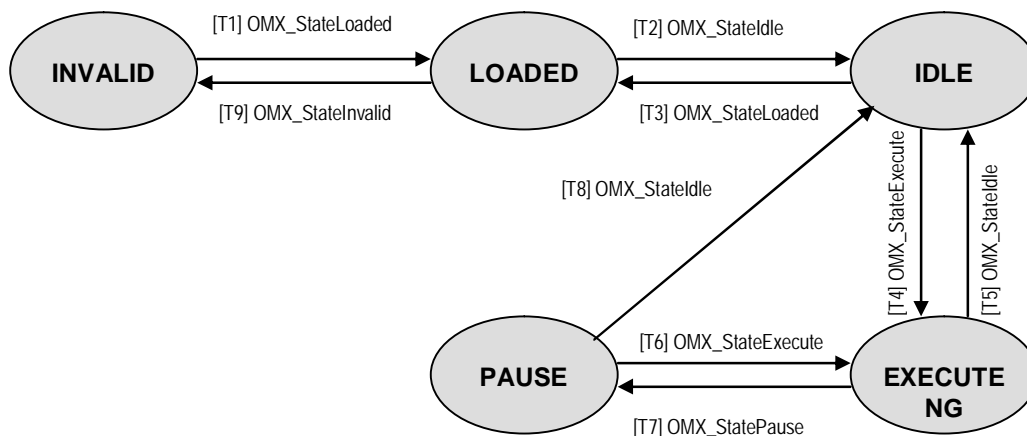 [T1] OMX_StateLoaded
[T2] OMX_StateIdle
INVALID
LOADED
IDLE
[T9] OMX_StateInvalid
[T3] OMX_StateLoaded
[T8] OMX_StateIdle
[T4] OMX_StateExecute
[T5] OMX_StateIdle
[T6] OMX_StateExecute
PAUSE
EXECUTE
NG
[T7] OMX_StatePause